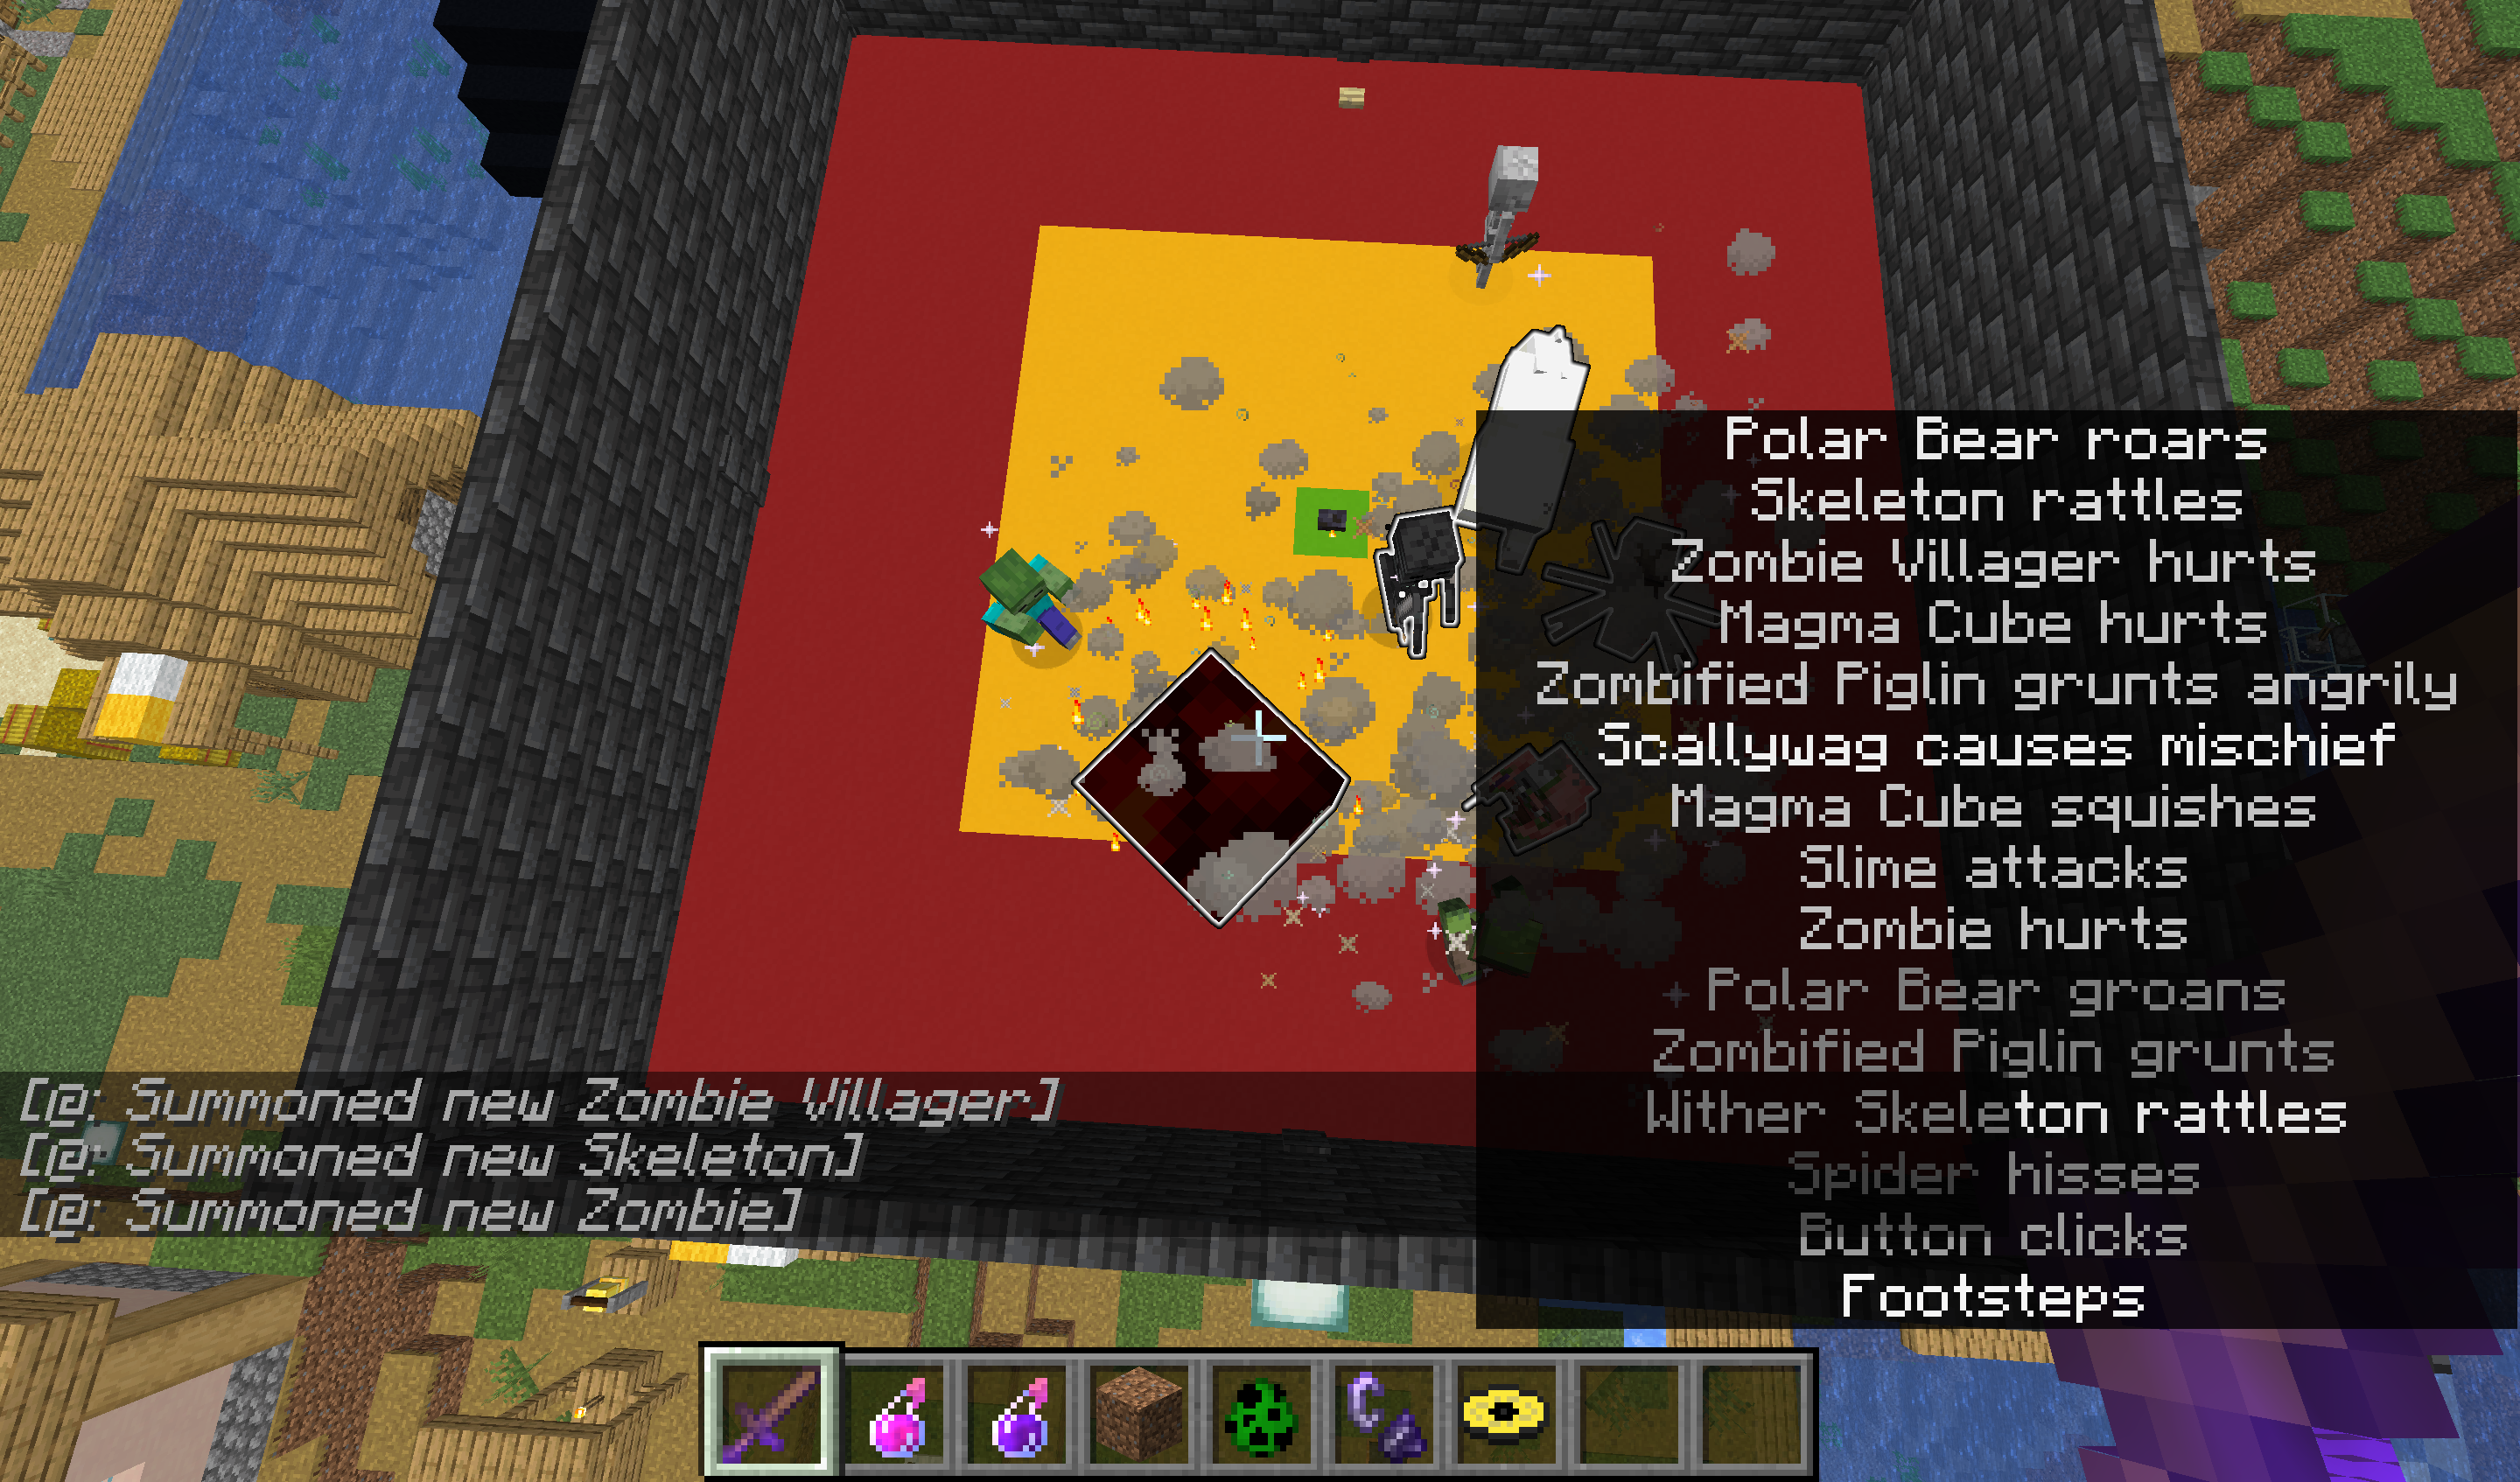 Polar Bear roars
Skeleton rattles
Zombie Villager hurts
Magma Cube hurts
Zombified Piglin grunts angrily
Scallywag causes mischief
Magma Cube squishes
Slime attacks
Zombie hurts
Polar Bear groans
Zombified Piglin grunts
Wither Skeleton rattles
Spider hisses
Button clicks
Footsteps
[@: Summoned new Zombie Villager]
[@: Summoned new Skeleton]
[@: Summoned new Zombie]